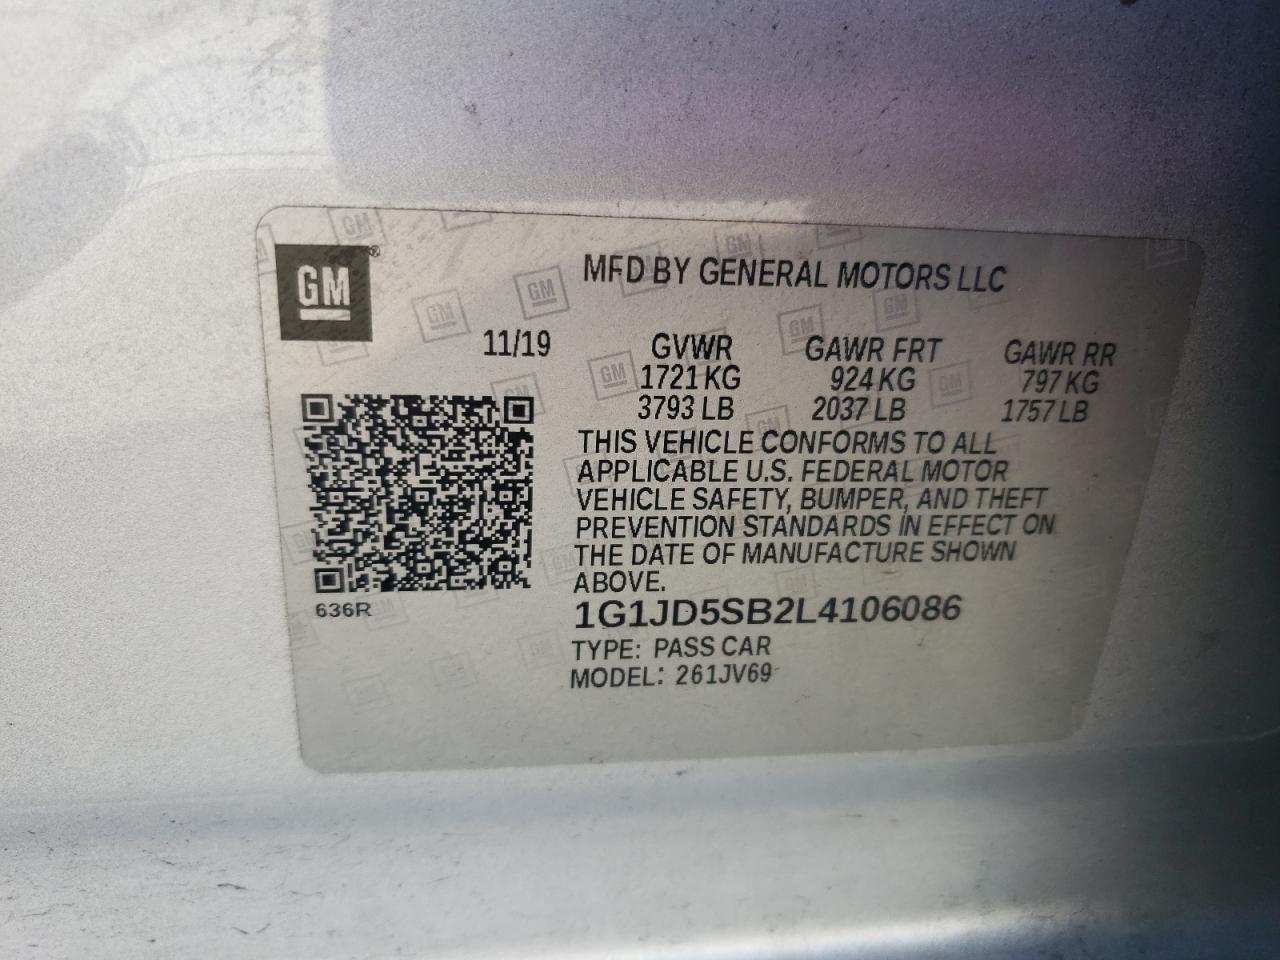 GM®
MFD BY GENERAL MOTORS LLC
11/19 GVWR GAWR FRT GAWR RR
1721 KG 924 KG 797 KG
3793 LB 2037 LB 1757 LB
THIS VEHICLE CONFORMS TO ALL
APPLICABLE U.S. FEDERAL MOTOR
VEHICLE SAFETY, BUMPER, AND THEFT
PREVENTION STANDARDS IN EFFECT ON
THE DATE OF MANUFACTURE SHOWN
ABOVE.
636R
1G1JD5SB2L4106086
TYPE: PASS CAR
MODEL: 261JV69